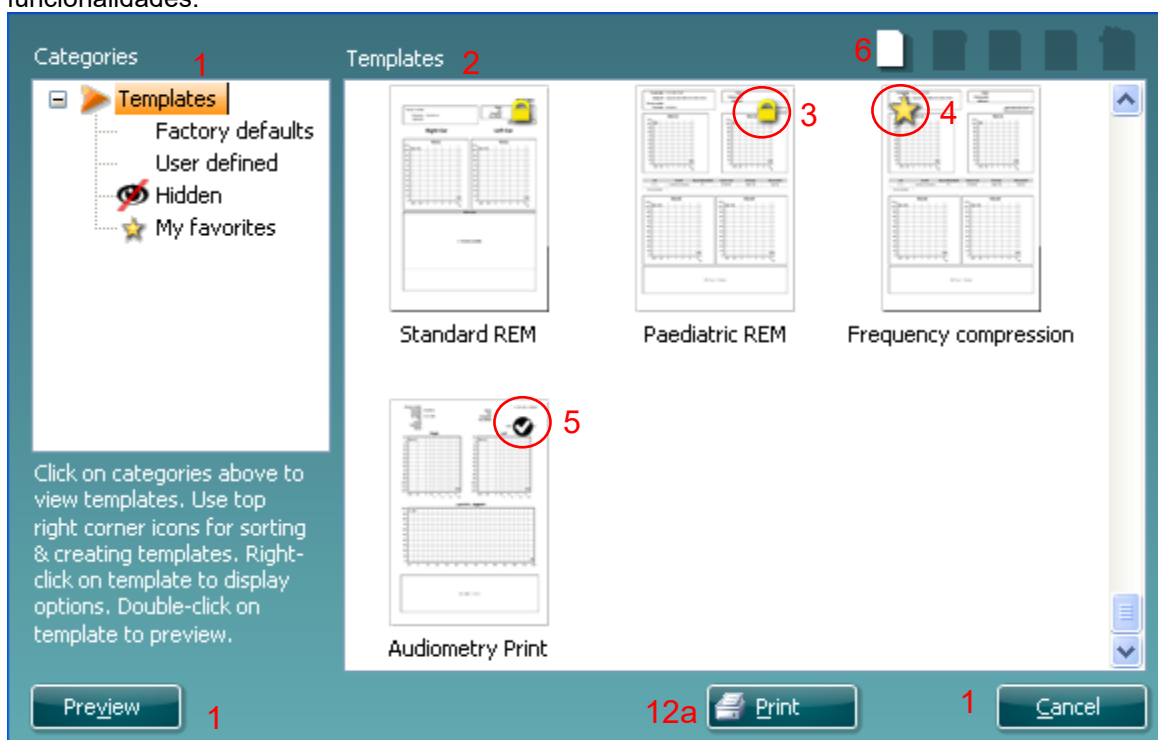 funcionalidades:
Categories 1
Templates 2
6
Templates
Factory defaults
User defined
Hidden
My favorites
3
4
Standard REM
Paediatric REM
Frequency compression
5
Audiometry Print
Click on categories above to
view templates. Use top
right corner icons for sorting
& creating templates. Right-
click on template to display
options. Double-click on
template to preview.
Preview 1
12a Print
1 Cancel